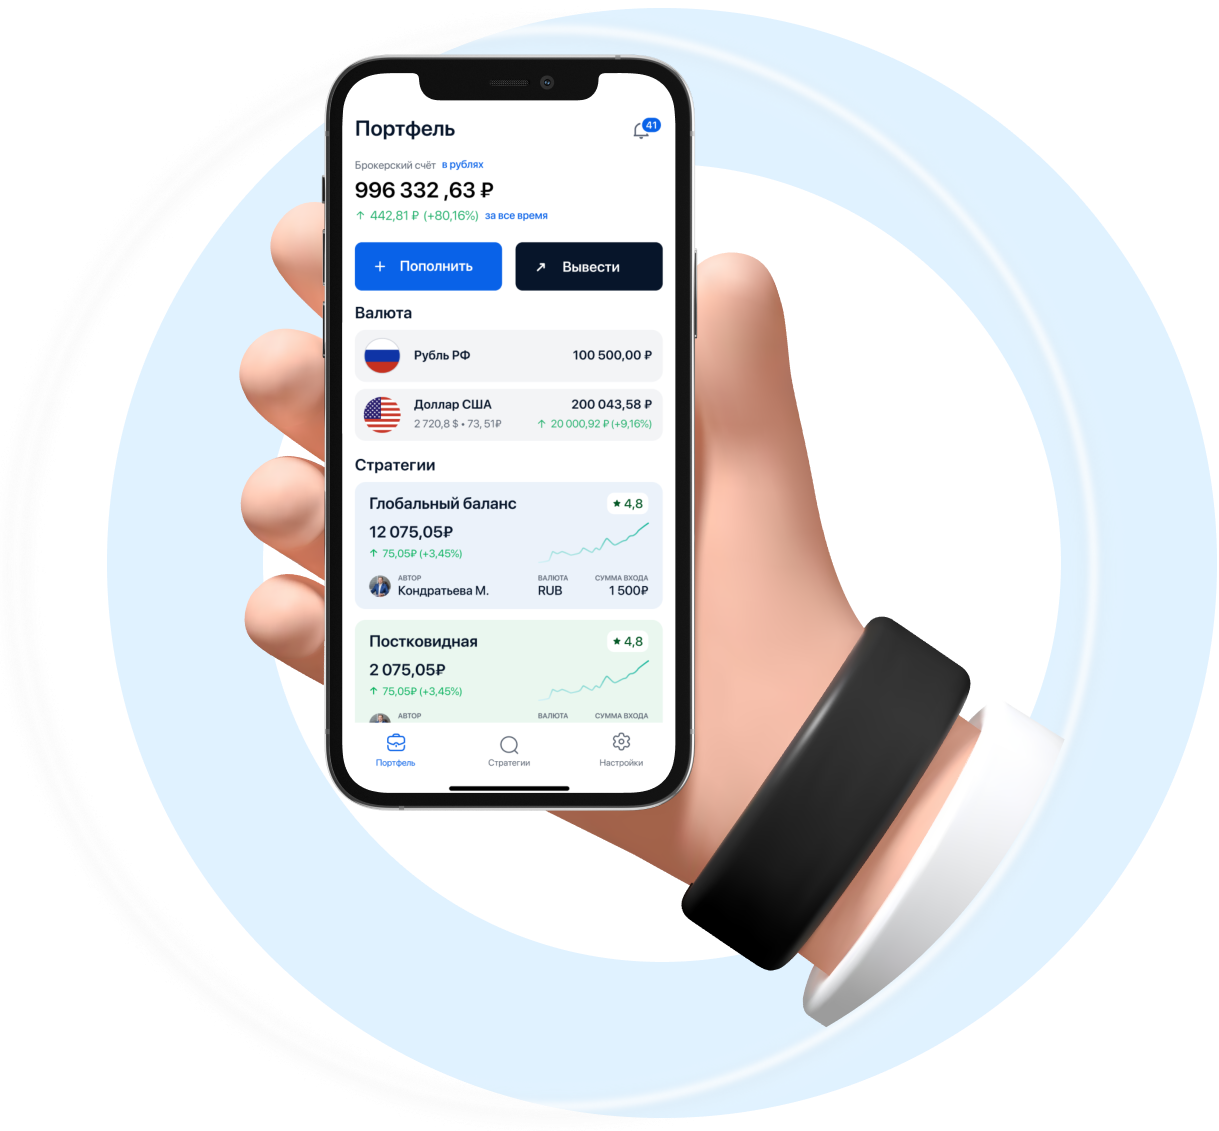 Портфель
41
Брокерский счёт в рублях
996 332 ,63 ₽
↑ 442,81 ₽ (+80,16%) за все время
+ Пополнить
↗ Вывести
Валюта
Рубль РФ 100 500,00 ₽
Доллар США 200 043,58 ₽
2 720,8 $ • 73, 51₽ ↑ 20 000,92 ₽ (+9,16%)
Стратегии
Глобальный баланс ★ 4,8
12 075,05₽
↑ 75,05₽ (+3,45%)
АВТОР ВАЛЮТА СУММА ВХОДА
Кондратьева М. RUB 1 500₽
Постковидная ★ 4,8
2 075,05₽
↑ 75,05₽ (+3,45%)
АВТОР ВАЛЮТА СУММА ВХОДА
Портфель Стратегии Настройки